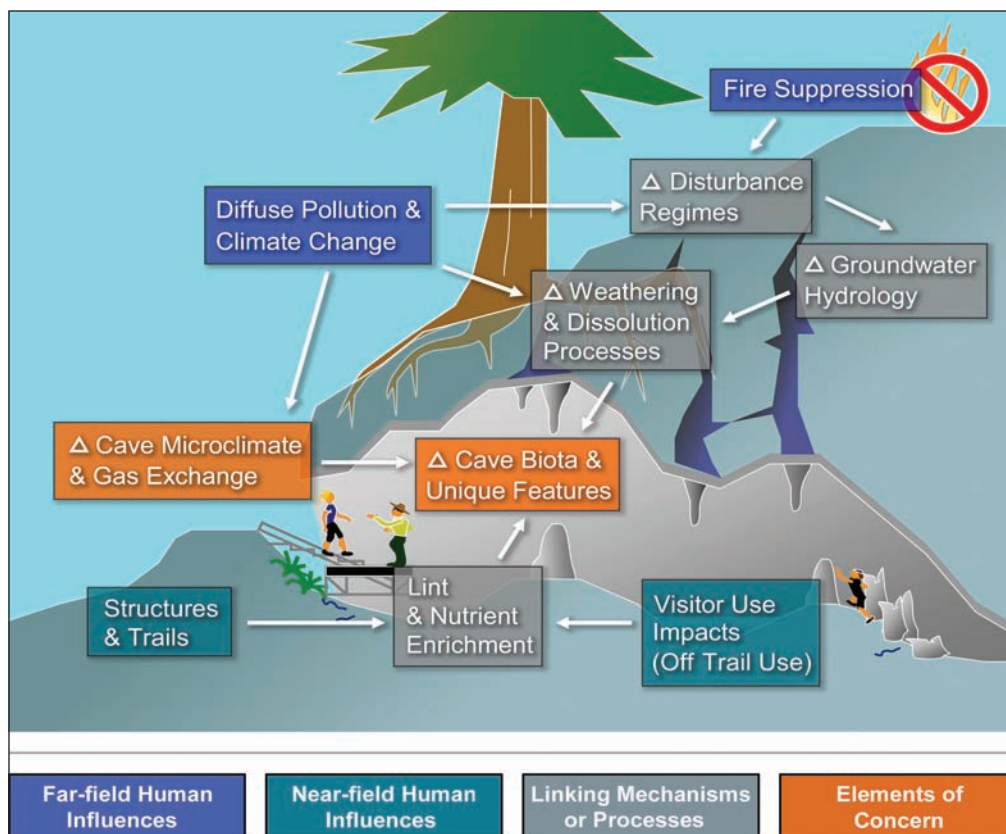 Fire Suppression
△ Disturbance
Regimes
Diffuse Pollution &
Climate Change
△ Groundwater
Hydrology
△ Weathering
& Dissolution
Processes
△ Cave Microclimate
& Gas Exchange
△ Cave Biota &
Unique Features
Structures
& Trails
Lint
& Nutrient
Enrichment
Visitor Use
Impacts
(Off Trail Use)
Far-field Human
Influences
Near-field Human
Influences
Linking Mechanisms
or Processes
Elements of
Concern